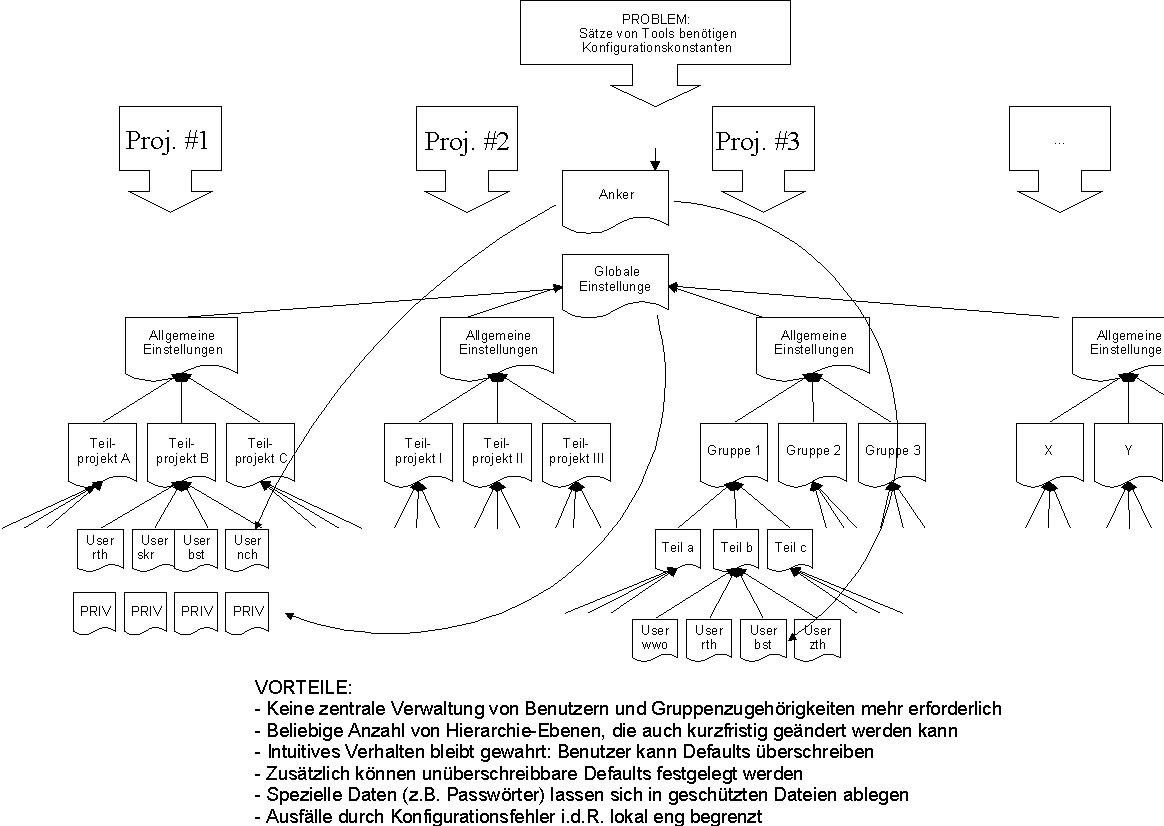 PROBLEM:
Sätze von Tools benötigen
Konfigurationskonstanten
Proj. #1
Proj. #2
Proj. #3
...
Anker
Globale
Einstellunge
Allgemeine
Einstellungen
Allgemeine
Einstellungen
Allgemeine
Einstellungen
Allgemeine
Einstellunge
Teil-
projekt A
Teil-
projekt B
Teil-
projekt C
Teil-
projekt I
Teil-
projekt II
Teil-
projekt III
Gruppe 1
Gruppe 2
Gruppe 3
X
Y
User
rth
User
skr
User
bst
User
nch
Teil a
Teil b
Teil c
PRIV
PRIV
PRIV
PRIV
User
wwo
User
rth
User
bst
User
zth
VORTEILE:
- Keine zentrale Verwaltung von Benutzern und Gruppenzugehörigkeiten mehr erforderlich
- Beliebige Anzahl von Hierarchie-Ebenen, die auch kurzfristig geändert werden kann
- Intuitives Verhalten bleibt gewahrt: Benutzer kann Defaults überschreiben
- Zusätzlich können unüberschreibbare Defaults festgelegt werden
- Spezielle Daten (z.B. Passwörter) lassen sich in geschützten Dateien ablegen
- Ausfälle durch Konfigurationsfehler i.d.R. lokal eng begrenzt